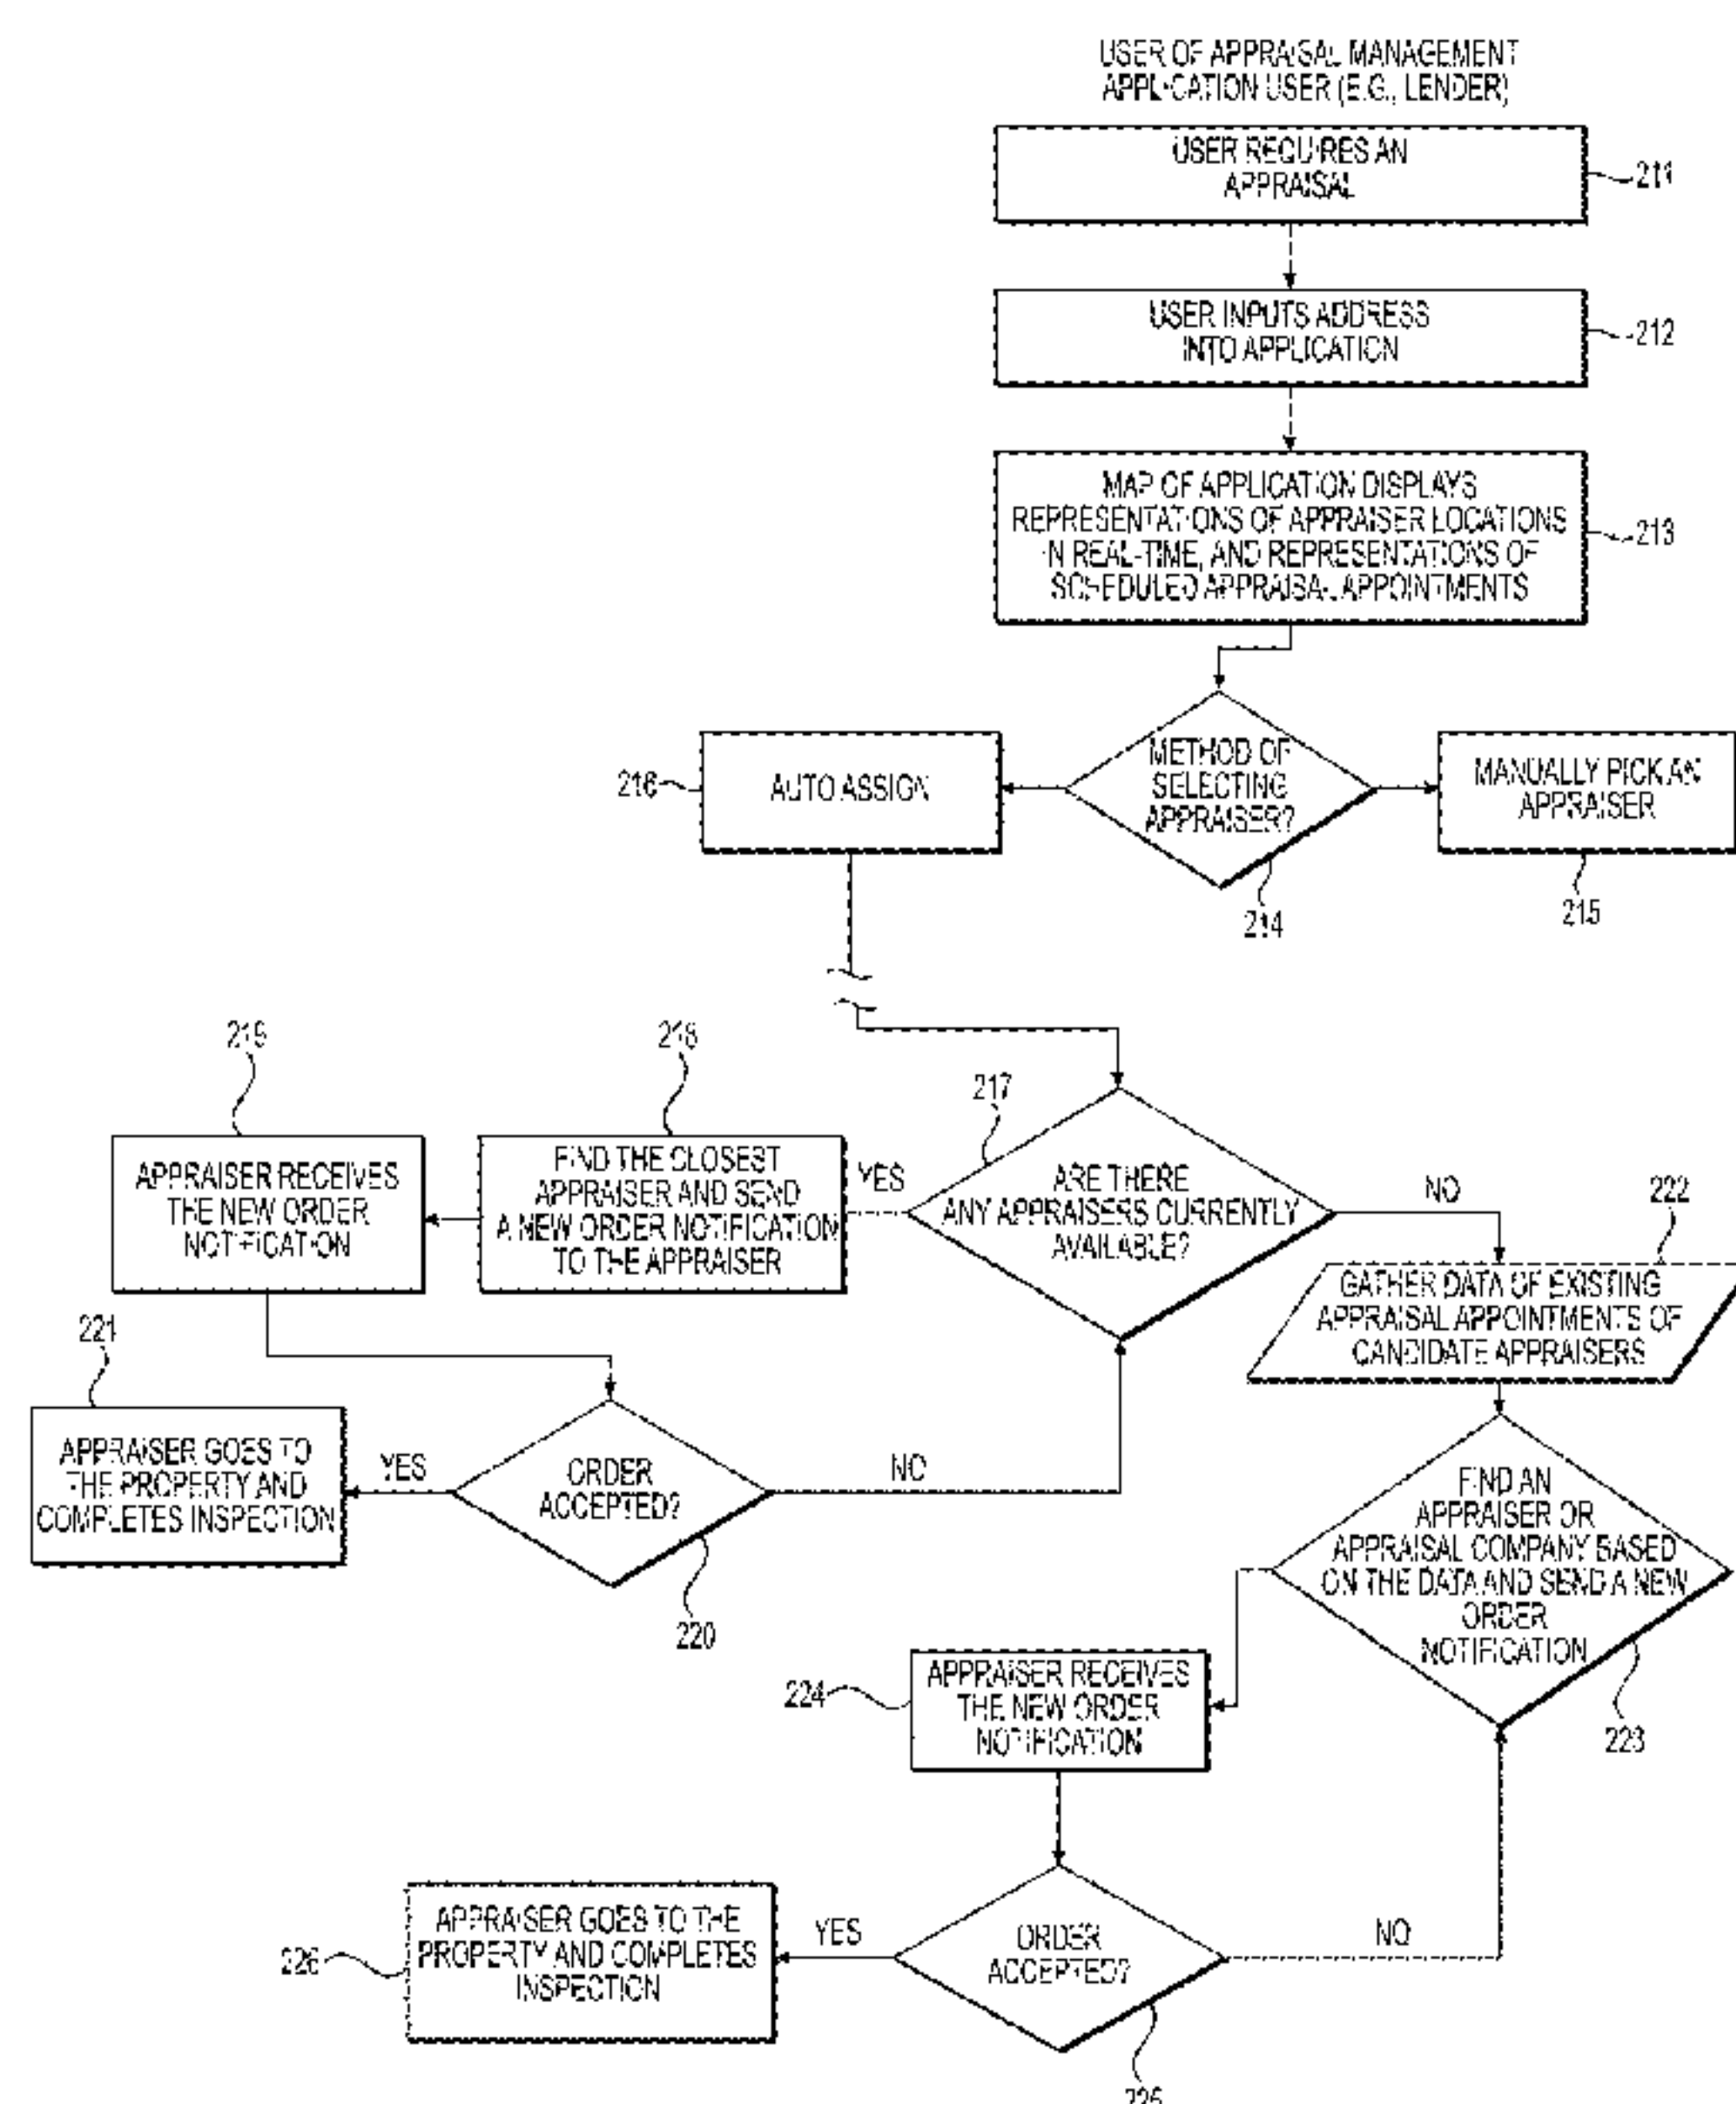 USER OF APPRAISAL MANAGEMENT
APPLICATION USER (E.G., LENDER)
USER REQUIRES AN
APPRAISAL
211
USER INPUTS ADDRESS
INTO APPLICATION
212
MAP OF APPLICATION DISPLAYS
REPRESENTATIONS OF APPRAISER LOCATIONS
IN REAL-TIME, AND REPRESENTATIONS OF
SCHEDULED APPRAISAL APPOINTMENTS
213
216
AUTO ASSIGN
METHOD OF
SELECTING
APPRAISER?
214
MANUALLY PICK AN
APPRAISER
215
219
218
217
APPRAISER RECEIVES
THE NEW ORDER
NOTIFICATION
FIND THE CLOSEST
APPRAISER AND SEND
A NEW ORDER NOTIFICATION
TO THE APPRAISER
YES
ARE THERE
ANY APPRAISERS CURRENTLY
AVAILABLE?
NO
222
GATHER DATA OF EXISTING
APPRAISAL APPOINTMENTS OF
CANDIDATE APPRAISERS
221
APPRAISER GOES TO
THE PROPERTY AND
COMPLETES INSPECTION
YES
ORDER
ACCEPTED?
NO
220
FIND AN
APPRAISER OR
APPRAISAL COMPANY BASED
ON THE DATA AND SEND A NEW
ORDER
NOTIFICATION
223
224
APPRAISER RECEIVES
THE NEW ORDER
NOTIFICATION
226
APPRAISER GOES TO THE
PROPERTY AND COMPLETES
INSPECTION
YES
ORDER
ACCEPTED?
NO
225